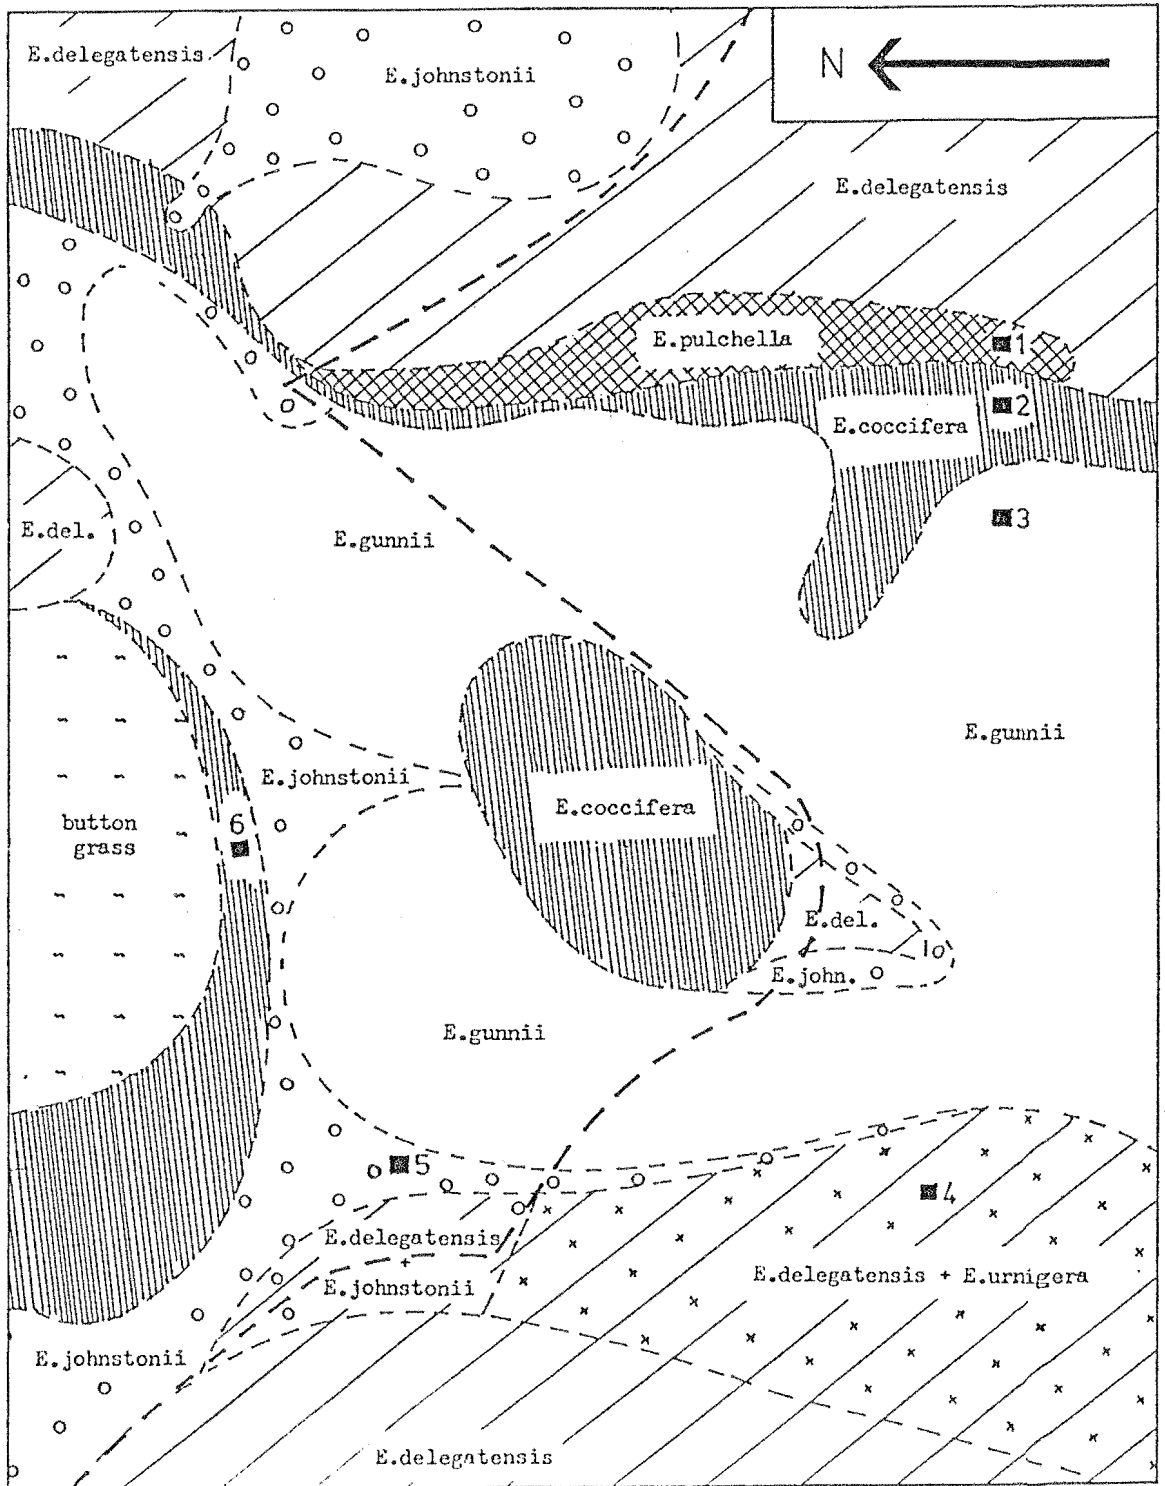 E.delegatensis
E.johnstonii
N
E.delegatensis
E.pulchella
1
2
E.coccifera
3
E.del.
E.gunnii
E.gunnii
E.johnstonii
E.coccifera
button
grass
6
E.del.
E.john.
E.gunnii
5
4
E.delegatensis
+
E.johnstonii
E.delegatensis + E.urnigera
E.johnstonii
E.delegatensis